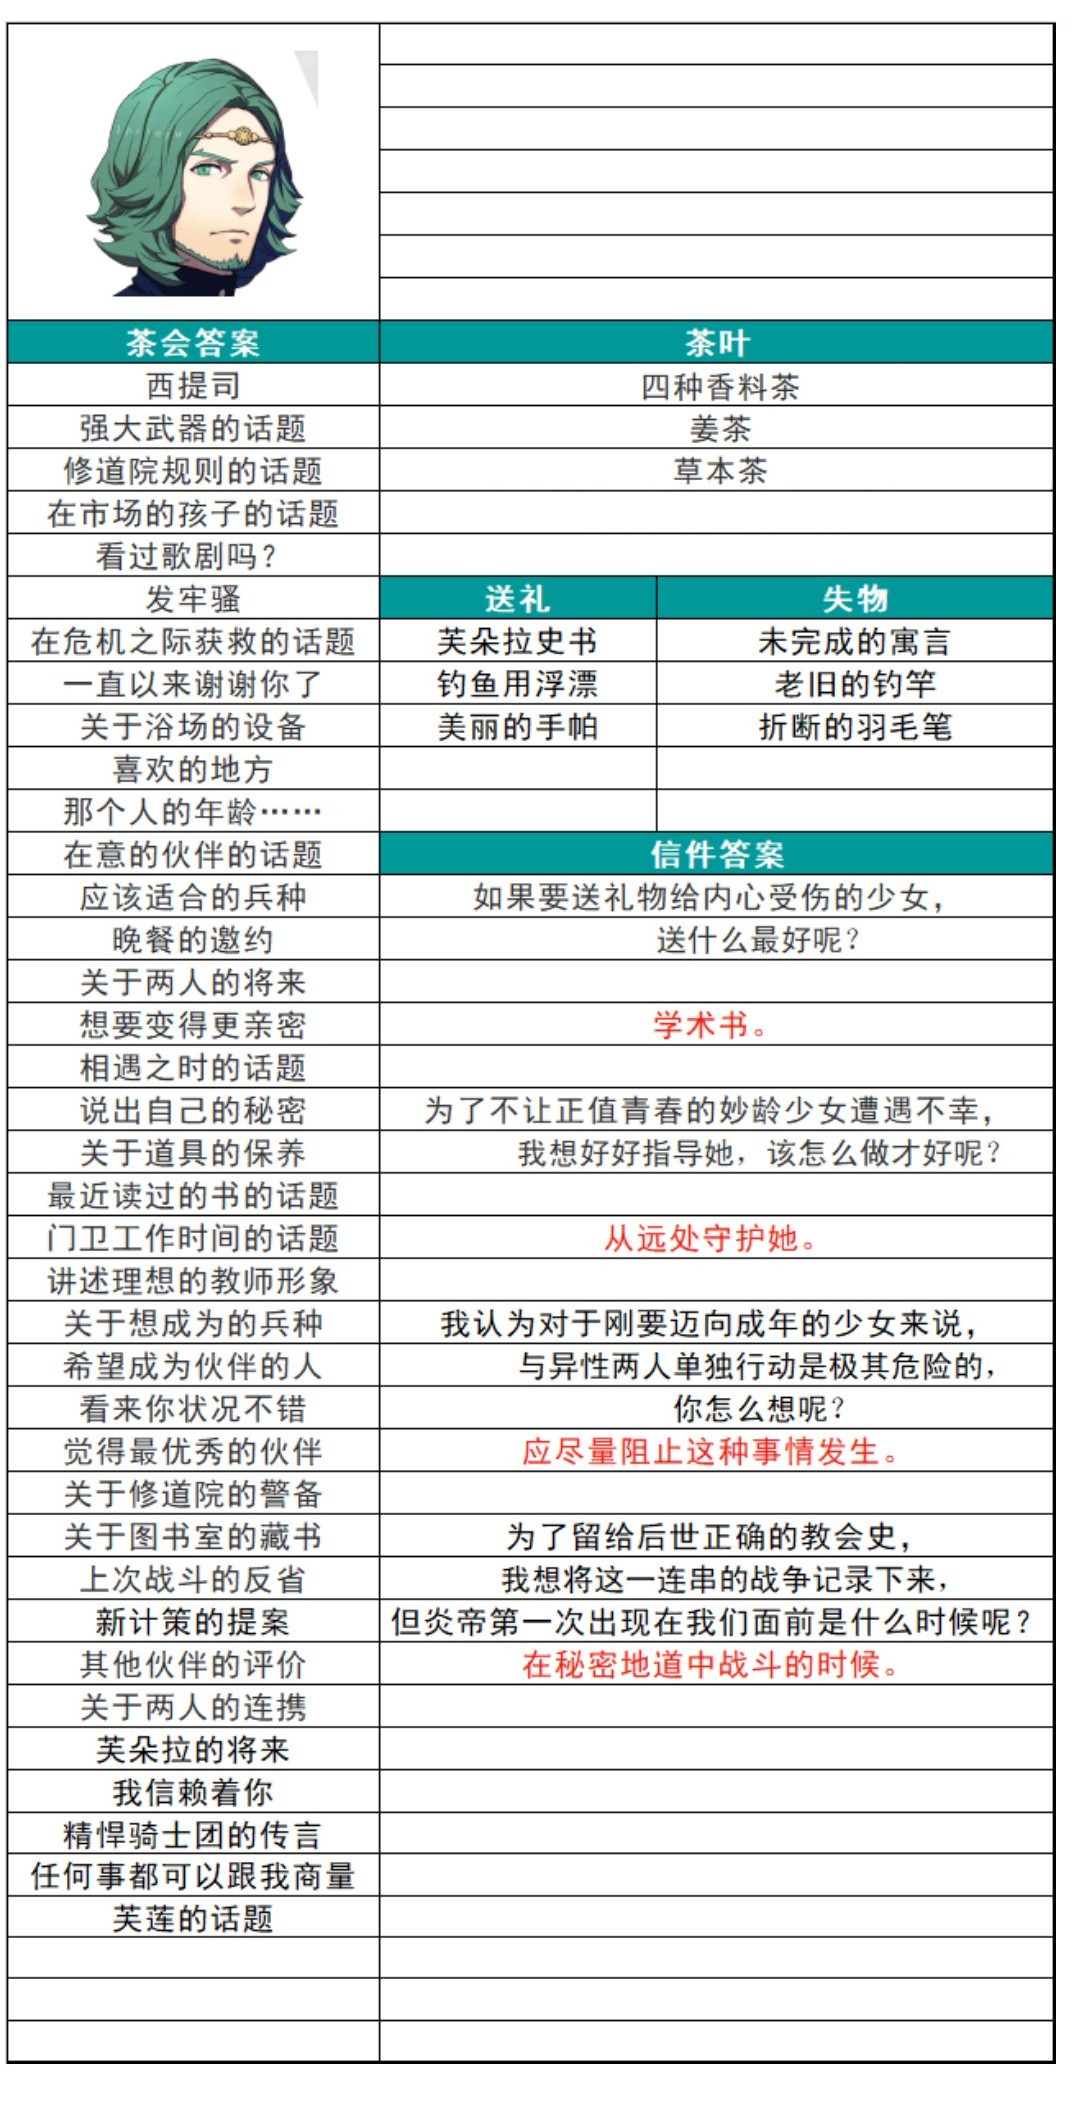 茶会答案 茶叶
西提司 四种香料茶
强大武器的话题 姜茶
修道院规则的话题 草本茶
在市场的孩子的话题
看过歌剧吗？
发牢骚 送礼 失物
在危机之际获救的话题 芙朵拉史书 未完成的寓言
一直以来谢谢你了 钓鱼用浮漂 老旧的钓竿
关于浴场的设备 美丽的手帕 折断的羽毛笔
喜欢的地方
那个人的年龄……
在意的伙伴的话题 信件答案
应该适合的兵种 如果要送礼物给内心受伤的少女，
晚餐的邀约 送什么最好呢？
关于两人的将来
想要变得更亲密 学术书。
相遇之时的话题
说出自己的秘密 为了不让正值青春的妙龄少女遭遇不幸，
关于道具的保养 我想好好指导她，该怎么做才好呢？
最近读过的书的话题
门卫工作时间的话题 从远处守护她。
讲述理想的教师形象
关于想成为的兵种 我认为对于刚要迈向成年的少女来说，
希望成为伙伴的人 与异性两人单独行动是极其危险的，
看来你状况不错 你怎么想呢？
觉得最优秀的伙伴 应尽量阻止这种事情发生。
关于修道院的警备
关于图书室的藏书 为了留给后世正确的教会史，
上次战斗的反省 我想将这一连串的战争记录下来，
新计策的提案 但炎帝第一次出现在我们面前是什么时候呢？
其他伙伴的评价 在秘密地道中战斗的时候。
关于两人的连携
芙朵拉的将来
我信赖着你
精悍骑士团的传言
任何事都可以跟我商量
芙莲的话题